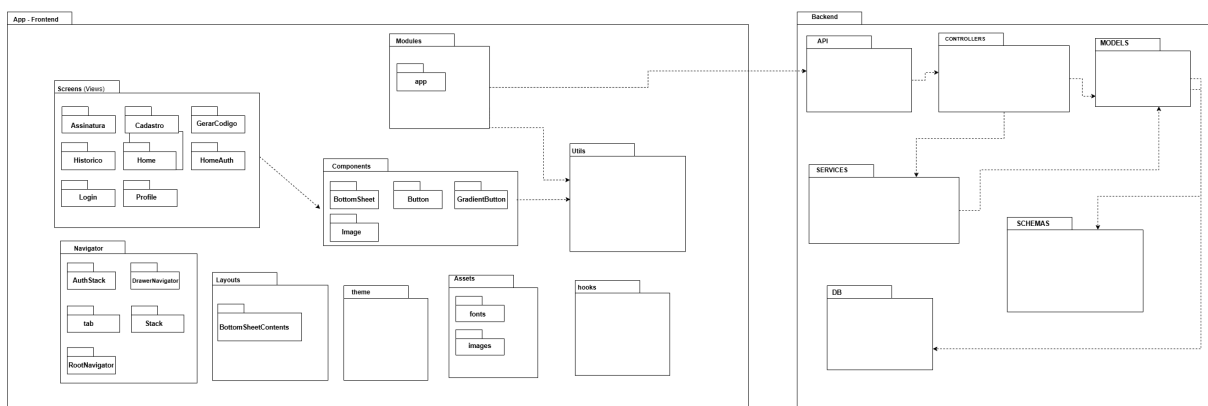 App - Frontend
Modules
app
Screens (Views)
Assinatura
Cadastro
GerarCodigo
Historico
Home
HomeAuth
Login
Profile
Components
BottomSheet
Button
GradientButton
Image
Utils
Navigator
AuthStack
DrawerNavigator
tab
Stack
RootNavigator
Layouts
BottomSheetContents
theme
Assets
fonts
images
hooks
Backend
API
CONTROLLERS
MODELS
SERVICES
SCHEMAS
DB